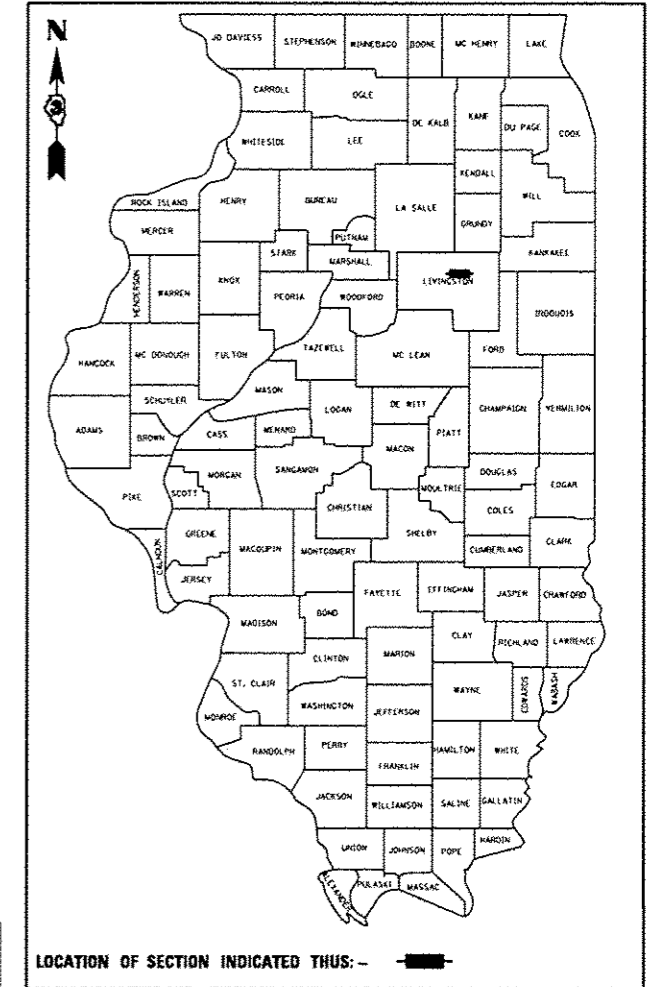 N
JO DAVIESS STEPHENSON WINNEBAGO BOONE MC HENRY LAKE
CARROLL OGLE DE KALB KANE DU PAGE COOK
WHITESIDE LEE
KENDALL WILL
ROCK ISLAND HENRY BUREAU LA SALLE GRUNDY
MERCER PUTNAM
STARK MARSHALL KANKAKEE
HENDERSON WARREN KNOX PEORIA WOODFORD LIVINGSTON IROQUOIS
HANCOCK MC DONOUGH FULTON TAZEWELL MC LEAN FORD
SCHUYLER MASON LOGAN DE WITT CHAMPAIGN VERMILION
ADAMS BROWN CASS MENARD MACON PIATT
PIKE SCOTT MORGAN SANGAMON CHRISTIAN MOULTRIE DOUGLAS EDGAR
COLES
CALHOUN GREENE MACOUPIN MONTGOMERY SHELBY CUMBERLAND CLARK
JERSEY
MADISON BOND FAYETTE EFFINGHAM JASPER CRAWFORD
CLINTON MARION CLAY RICHLAND LAWRENCE
ST. CLAIR WASHINGTON JEFFERSON WAYNE EDWARDS WABASH
MONROE
RANDOLPH PERRY FRANKLIN HAMILTON WHITE
JACKSON WILLIAMSON SALINE GALLATIN
UNION JOHNSON POPE HARDIN
ALEXANDER PULASKI MASSAC
LOCATION OF SECTION INDICATED THUS: -